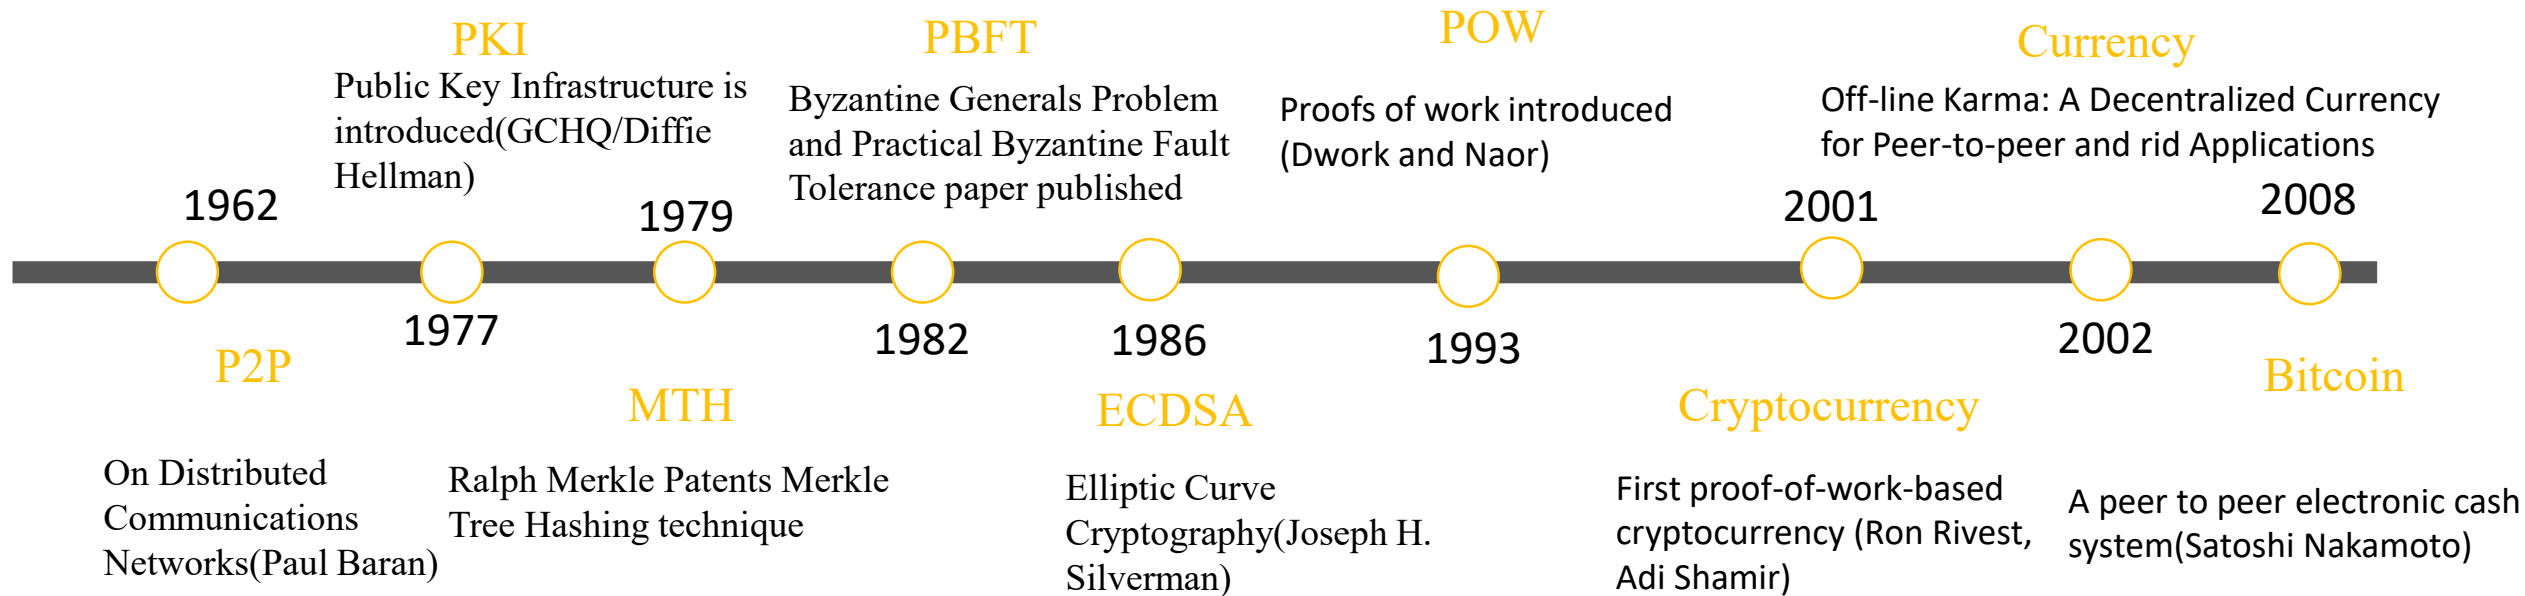 PKI
Public Key Infrastructure is
introduced(GCHQ/Diffie
Hellman)
PBFT
Byzantine Generals Problem
and Practical Byzantine Fault
Tolerance paper published
POW
Proofs of work introduced
(Dwork and Naor)
Currency
Off-line Karma: A Decentralized Currency
for Peer-to-peer and rid Applications
1962
1979
2001
2008
1977
1982
1986
1993
2002
P2P
On Distributed
Communications
Networks(Paul Baran)
MTH
Ralph Merkle Patents Merkle
Tree Hashing technique
ECDSA
Elliptic Curve
Cryptography(Joseph H.
Silverman)
Cryptocurrency
First proof-of-work-based
cryptocurrency (Ron Rivest,
Adi Shamir)
Bitcoin
A peer to peer electronic cash
system(Satoshi Nakamoto)